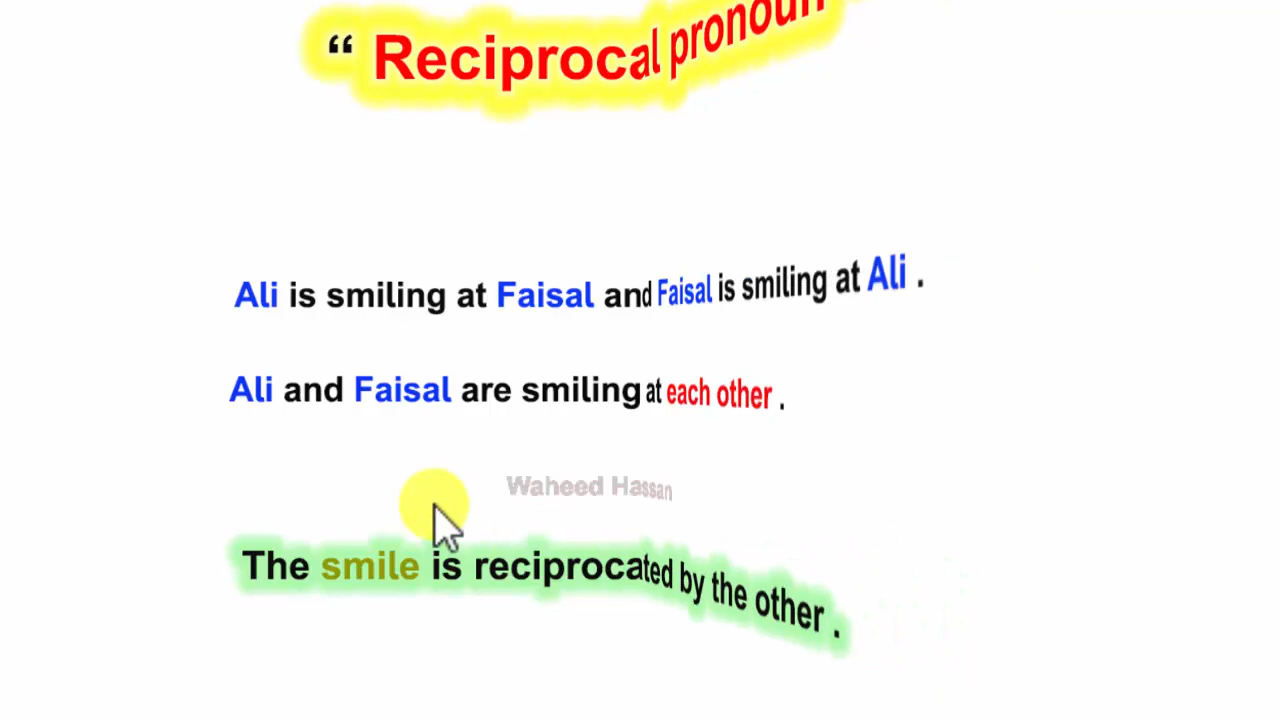 “ Reciprocal pronoun
Ali is smiling at Faisal and Faisal is smiling at Ali .
Ali and Faisal are smiling at each other .
Waheed Hassan
The smile is reciprocated by the other .